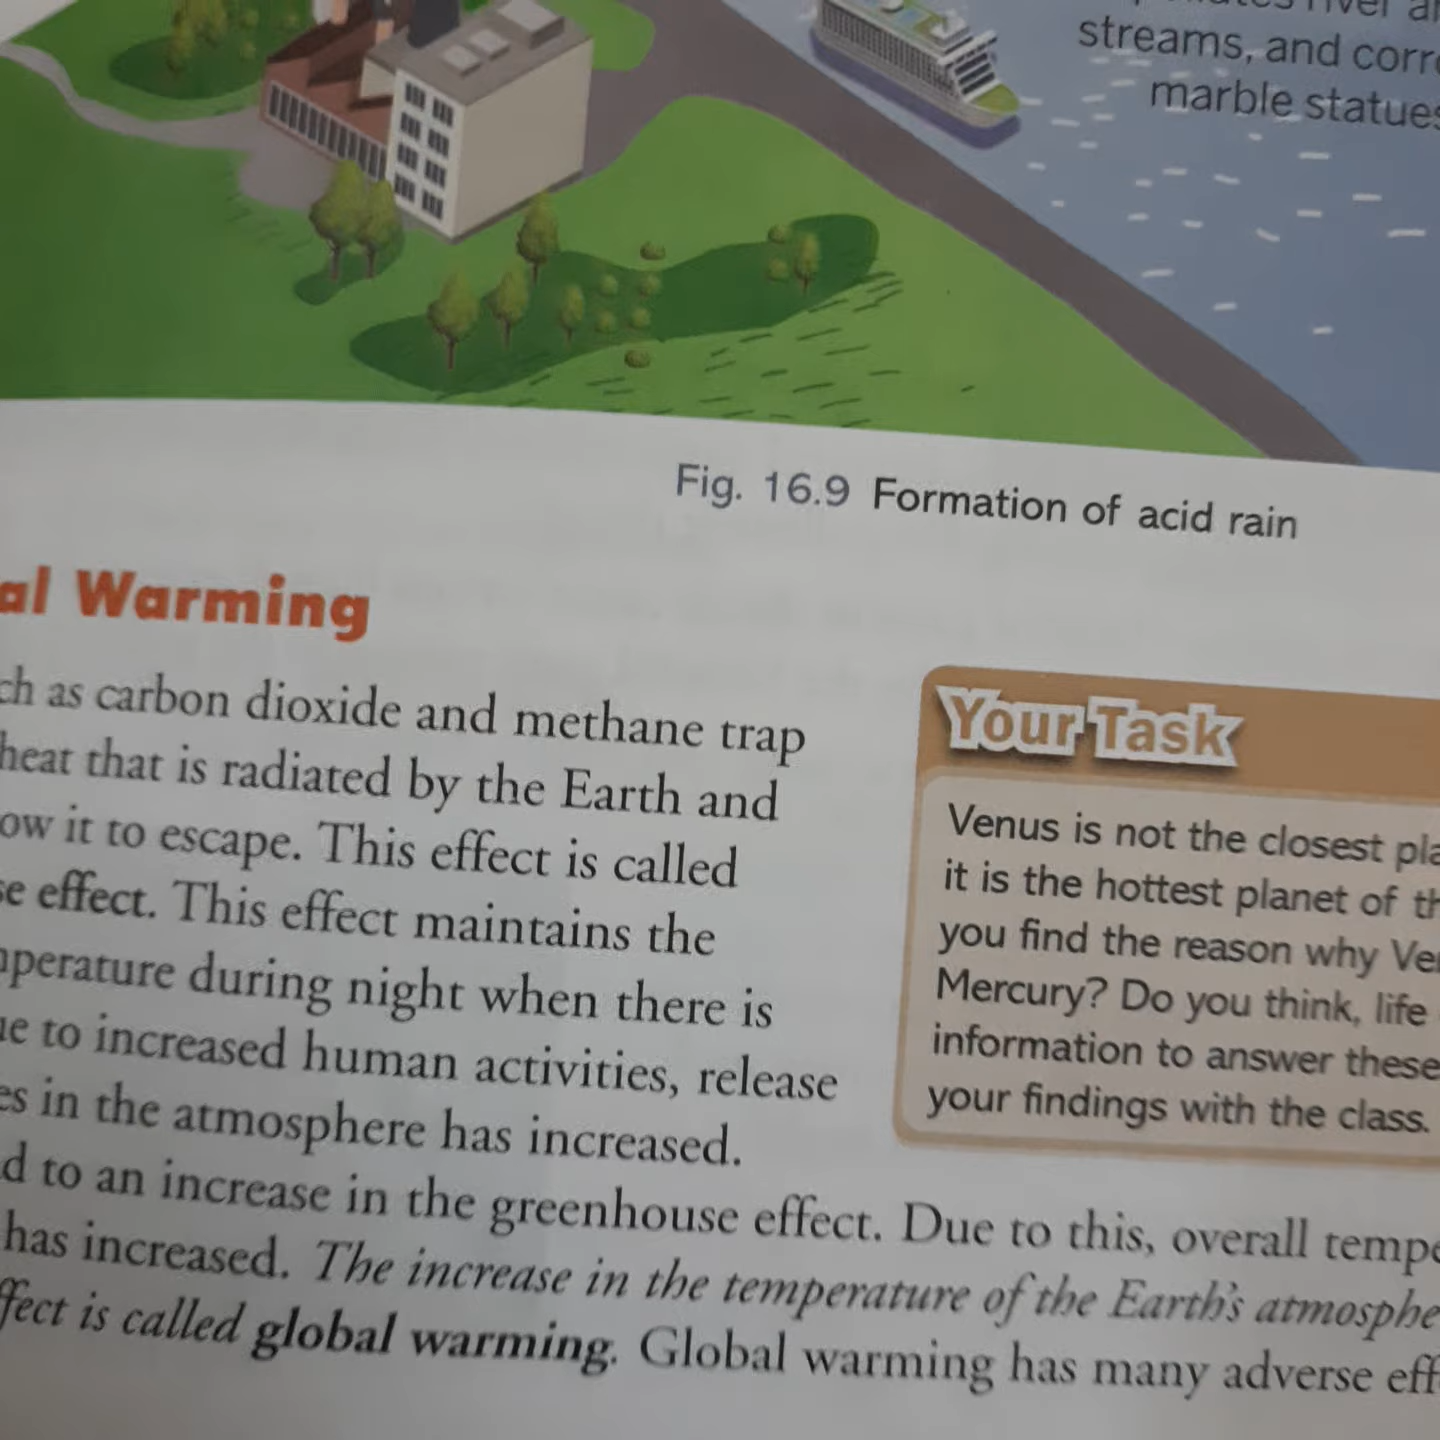 streams, and corr
marble statues
Fig. 16.9 Formation of acid rain
al Warming
ch as carbon dioxide and methane trap
heat that is radiated by the Earth and
ow it to escape. This effect is called
se effect. This effect maintains the
perature during night when there is
ue to increased human activities, release
es in the atmosphere has increased.
d to an increase in the greenhouse effect. Due to this, overall tempe
has increased. The increase in the temperature of the Earth's atmosphe
ffect is called global warming. Global warming has many adverse eff
Your Task
Venus is not the closest pla
it is the hottest planet of th
you find the reason why Ve
Mercury? Do you think, life
information to answer these
your findings with the class.